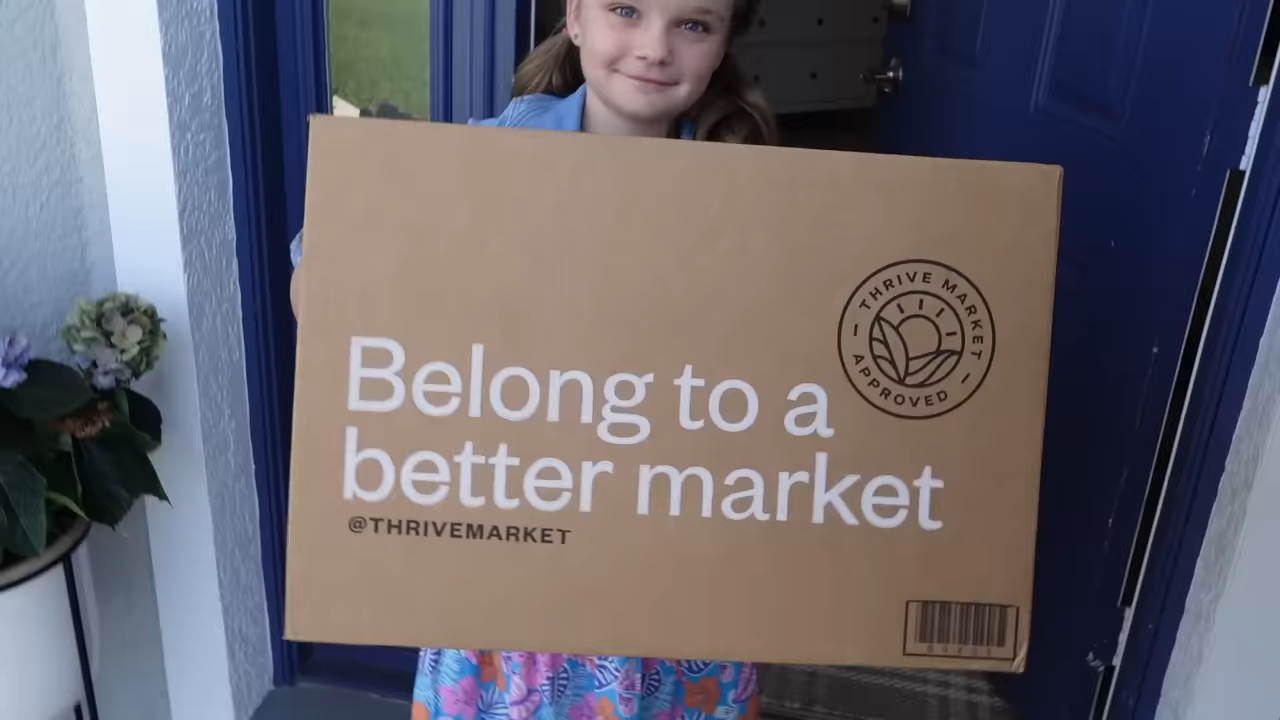 THRIVE MARKET
APPROVED
Belong to a
better market
@THRIVEMARKET